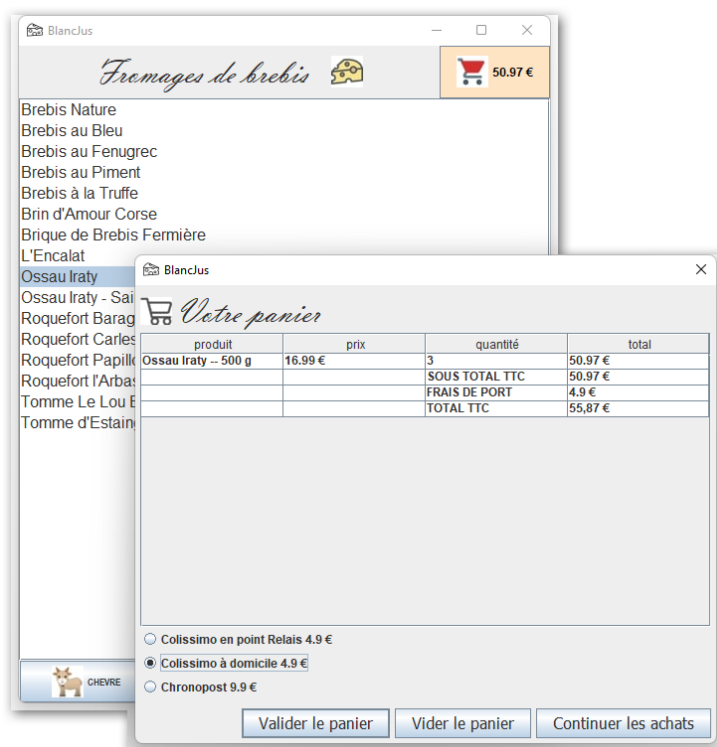 BlancJus
Fromages de brebis
50.97 €
Brebis Nature
Brebis au Bleu
Brebis au Fenugrec
Brebis au Piment
Brebis à la Truffe
Brin d'Amour Corse
Brique de Brebis Fermière
L'Encalat
Ossau Iraty
Ossau Iraty - Sai
Roquefort Barag
Roquefort Carles
Roquefort Papill
Roquefort l'Arbas
Tomme Le Lou B
Tomme d'Estaing
CHEVRE
BlancJus
Votre panier
produit prix quantité total
Ossau Iraty -- 500 g 16.99 € 3 50.97 €
SOUS TOTAL TTC 50.97 €
FRAIS DE PORT 4.9 €
TOTAL TTC 55,87 €
Colissimo en point Relais 4.9 €
Colissimo à domicile 4.9 €
Chronopost 9.9 €
Valider le panier Vider le panier Continuer les achats